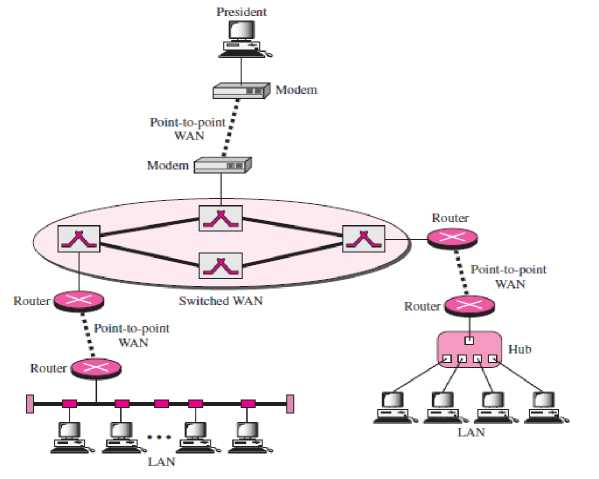 President
Modem
Point-to-point
WAN
Modem
Router
Switched WAN
Point-to-point
WAN
Router
Router
Point-to-point
WAN
Router
Hub
LAN
LAN